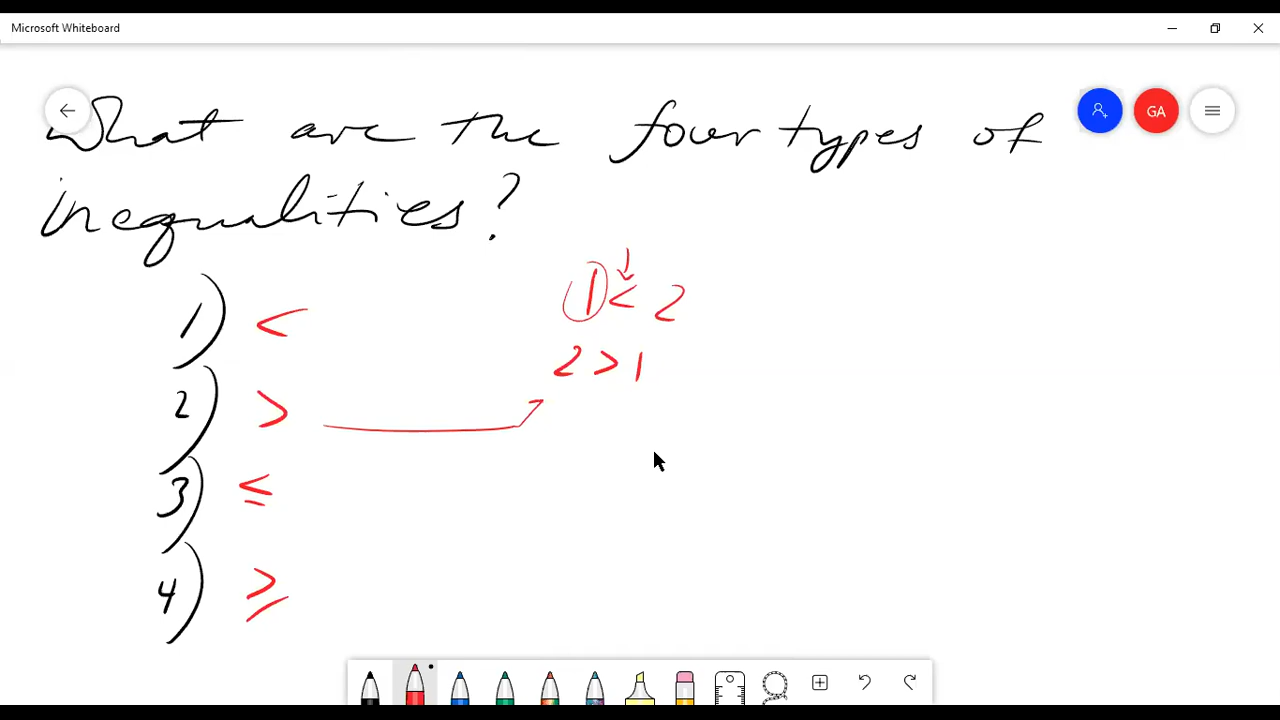 Microsoft Whiteboard
What are the four types of
GA
inequalities?
1) <
1 < 2
2 > 1
2) >
3) ≤
4) ≥